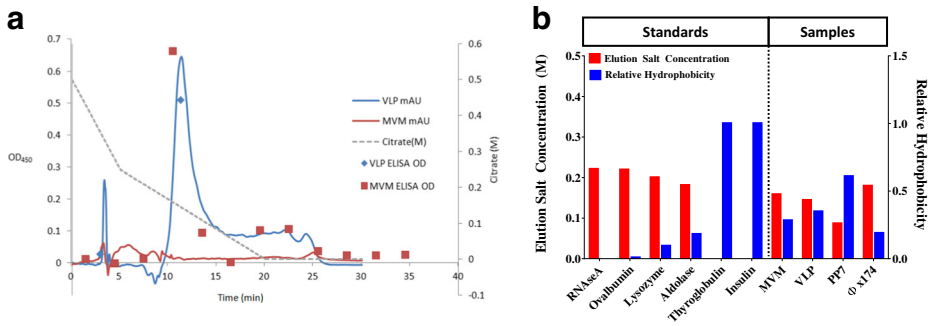 a
0.7
0.6
0.5
0.4
0.3
0.2
0.1
0
-0.1
OD450
0
10
20
30
40
Time (min)
0.6
0.5
0.4
0.3
0.2
0.1
0
-0.1
Citrate (M)
VLP mAU
MVM mAU
Citrate(M)
VLP ELISA OD
MVM ELISA OD
b
Standards
Samples
Elution Salt Concentration
Relative Hydrophobicity
0.5
0.4
0.3
0.2
0.1
0.0
Elution Salt Concentration (M)
1.5
1.0
0.5
0.0
Relative Hydrophobicity
RNAseA
Ovalbumin
Lysozyme
Aldolase
Thyroglobulin
Insulin
MVM
VLP
PP7
Φ x174